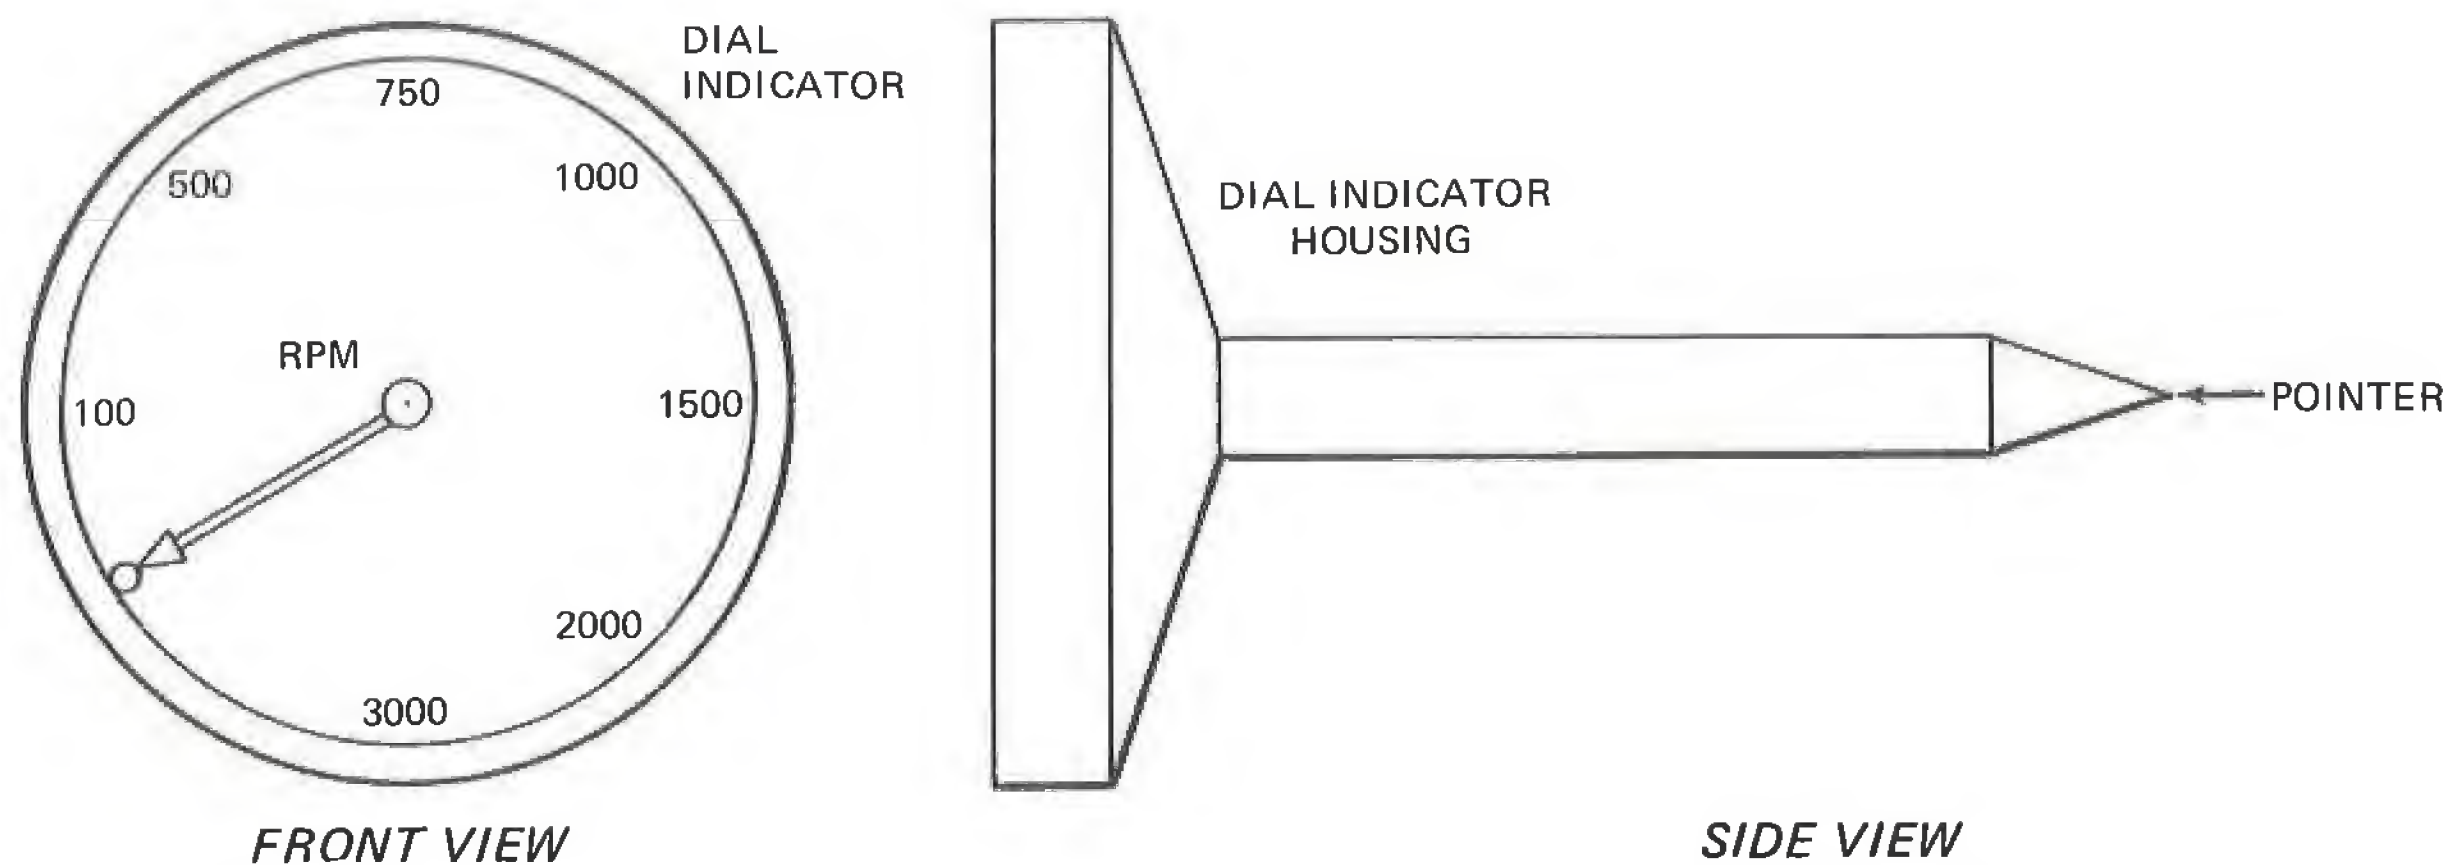 DIAL
INDICATOR
750
500
1000
RPM
100
1500
2000
3000
FRONT VIEW
DIAL INDICATOR
HOUSING
POINTER
SIDE VIEW